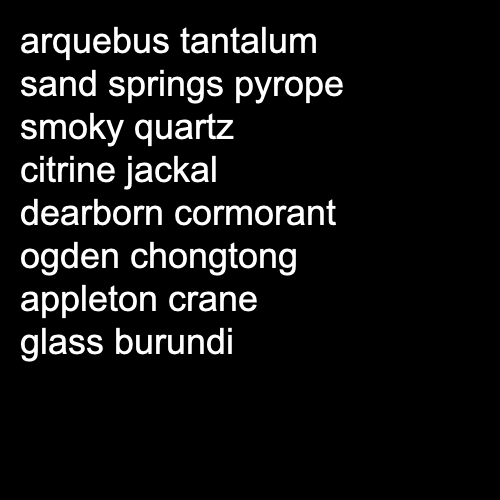 arquebus tantalum
sand springs pyrope
smoky quartz
citrine jackal
dearborn cormorant
ogden chongtong
appleton crane
glass burundi